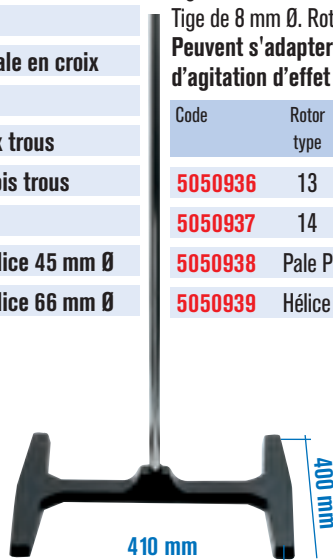 Tige de 8 mm Ø. Rot
Peuvent s'adapter
d'agitation d'effet
ale en croix
trous
is trous
lice 45 mm Ø
lice 66 mm Ø
Code Rotor
type
5050936 13
5050937 14
5050938 Pale P
5050939 Hélice
400 mm
410 mm